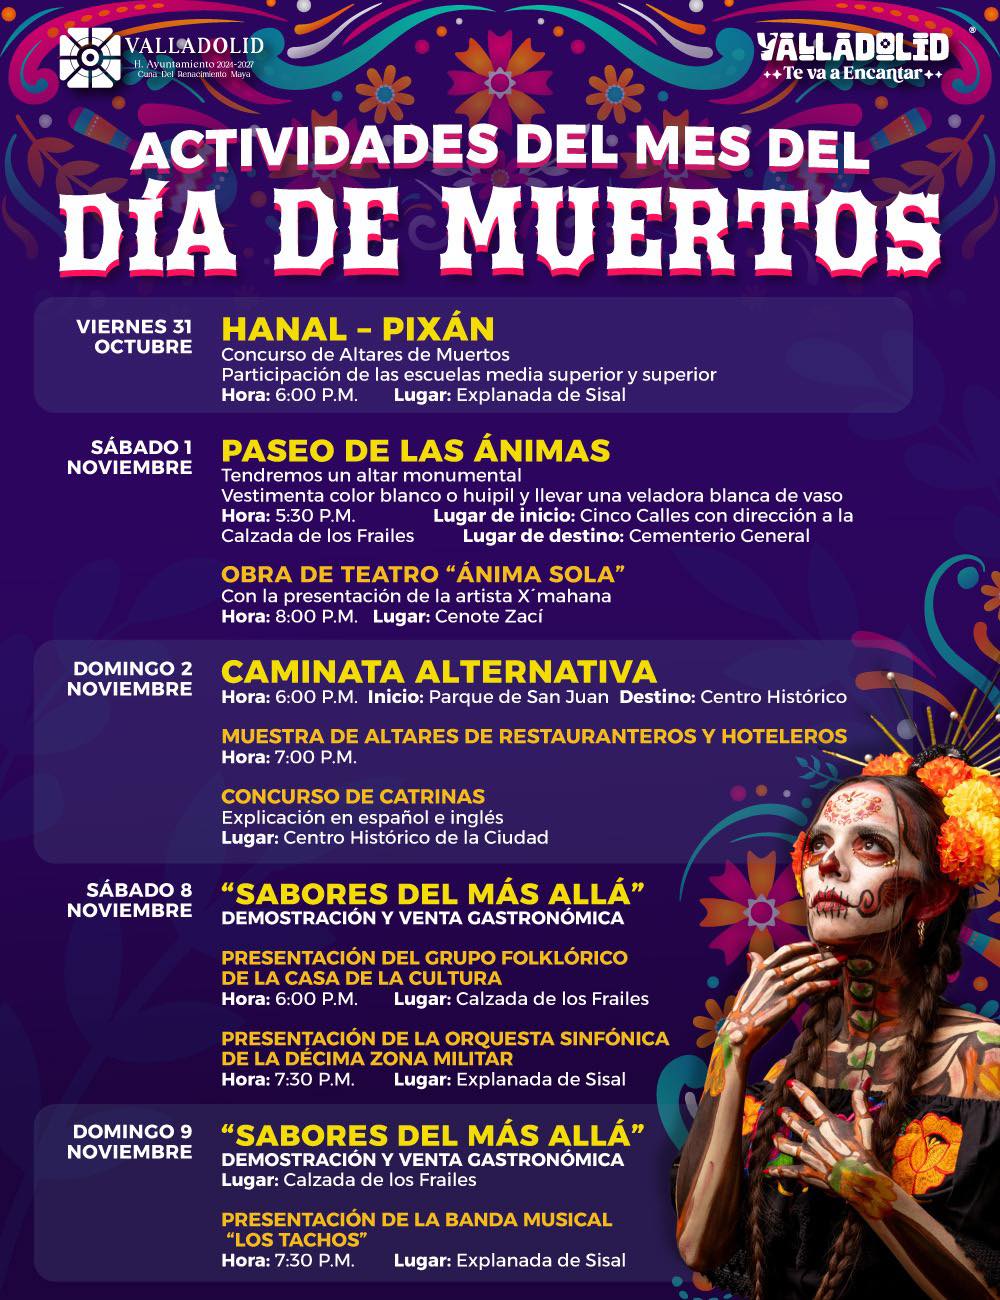 VALLADOLID
H. Ayuntamiento 2024-2027
Cuna Del Renacimiento Maya
VALLADOLID ®
Te va a Encantar
ACTIVIDADES DEL MES DEL
DÍA DE MUERTOS
VIERNES 31
OCTUBRE
HANAL – PIXÁN
Concurso de Altares de Muertos
Participación de las escuelas media superior y superior
Hora: 6:00 P.M. Lugar: Explanada de Sisal
SÁBADO 1
NOVIEMBRE
PASEO DE LAS ÁNIMAS
Tendremos un altar monumental
Vestimenta color blanco o huipil y llevar una veladora blanca de vaso
Hora: 5:30 P.M. Lugar de inicio: Cinco Calles con dirección a la
Calzada de los Frailes Lugar de destino: Cementerio General
OBRA DE TEATRO “ÁNIMA SOLA”
Con la presentación de la artista X´mahana
Hora: 8:00 P.M. Lugar: Cenote Zací
DOMINGO 2
NOVIEMBRE
CAMINATA ALTERNATIVA
Hora: 6:00 P.M. Inicio: Parque de San Juan Destino: Centro Histórico
MUESTRA DE ALTARES DE RESTAURANTEROS Y HOTELEROS
Hora: 7:00 P.M.
CONCURSO DE CATRINAS
Explicación en español e inglés
Lugar: Centro Histórico de la Ciudad
SÁBADO 8
NOVIEMBRE
“SABORES DEL MÁS ALLÁ”
DEMOSTRACIÓN Y VENTA GASTRONÓMICA
PRESENTACIÓN DEL GRUPO FOLKLÓRICO
DE LA CASA DE LA CULTURA
Hora: 6:00 P.M. Lugar: Calzada de los Frailes
PRESENTACIÓN DE LA ORQUESTA SINFÓNICA
DE LA DÉCIMA ZONA MILITAR
Hora: 7:30 P.M. Lugar: Explanada de Sisal
DOMINGO 9
NOVIEMBRE
“SABORES DEL MÁS ALLÁ”
DEMOSTRACIÓN Y VENTA GASTRONÓMICA
Lugar: Calzada de los Frailes
PRESENTACIÓN DE LA BANDA MUSICAL
“LOS TACHOS”
Hora: 7:30 P.M. Lugar: Explanada de Sisal